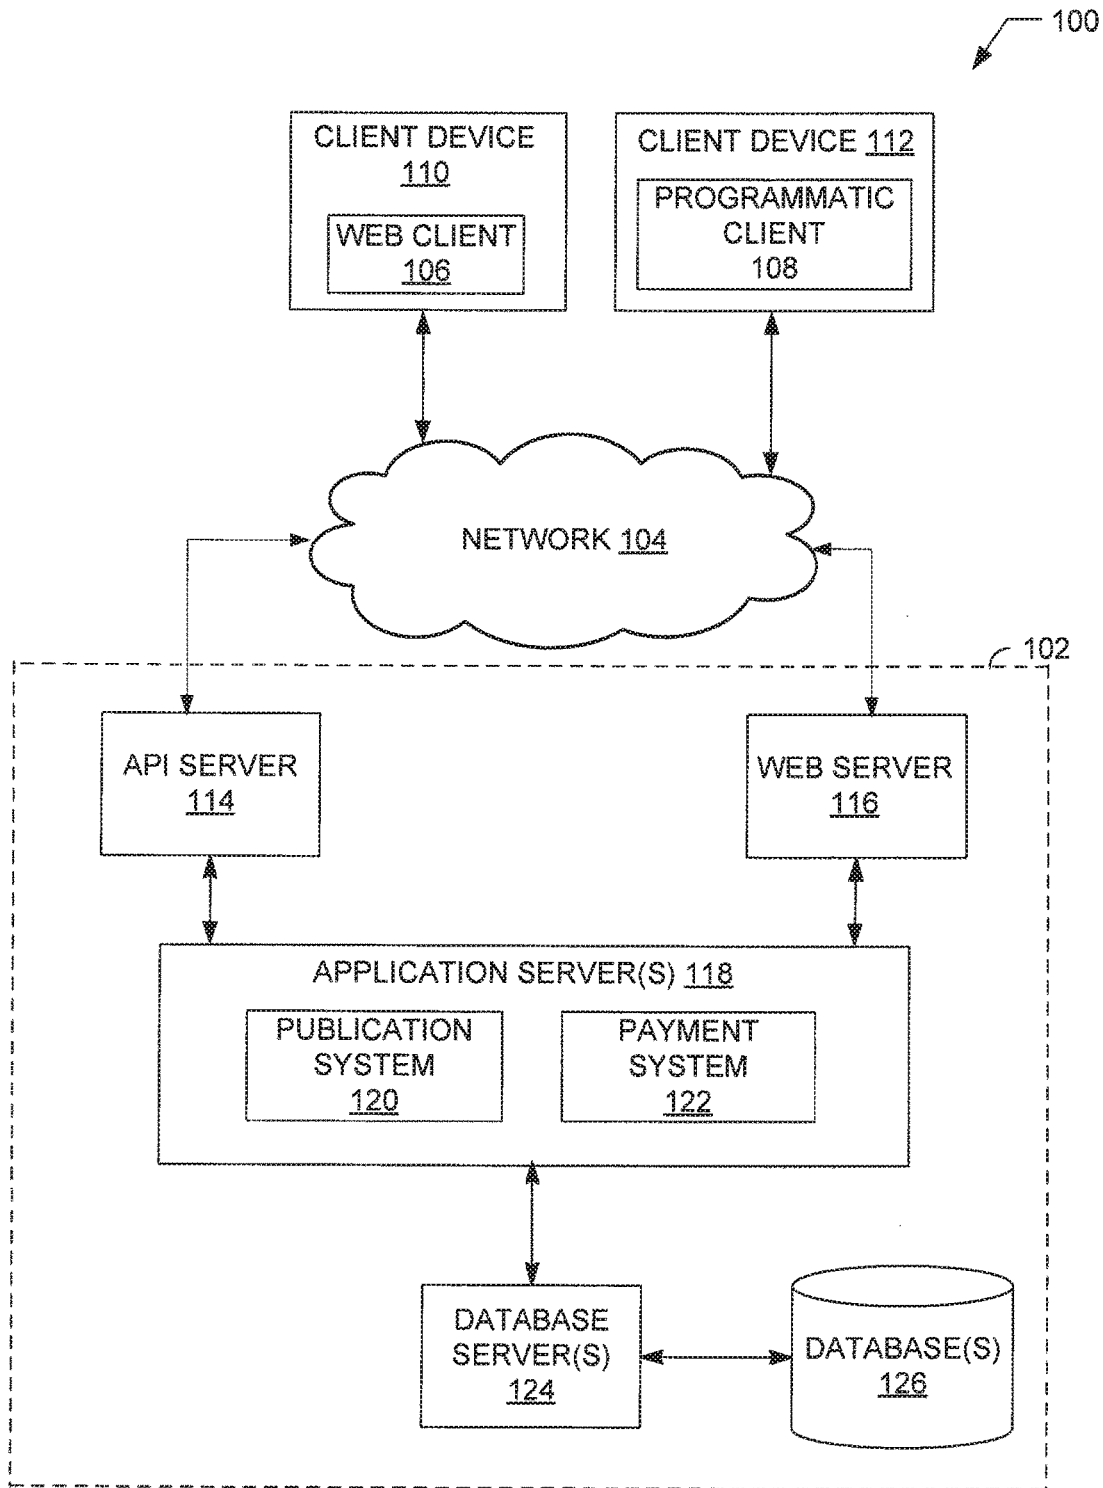 100
CLIENT DEVICE
110
WEB CLIENT
106
CLIENT DEVICE 112
PROGRAMMATIC
CLIENT
108
NETWORK 104
102
API SERVER
114
WEB SERVER
116
APPLICATION SERVER(S) 118
PUBLICATION
SYSTEM
120
PAYMENT
SYSTEM
122
DATABASE
SERVER(S)
124
DATABASE(S)
126